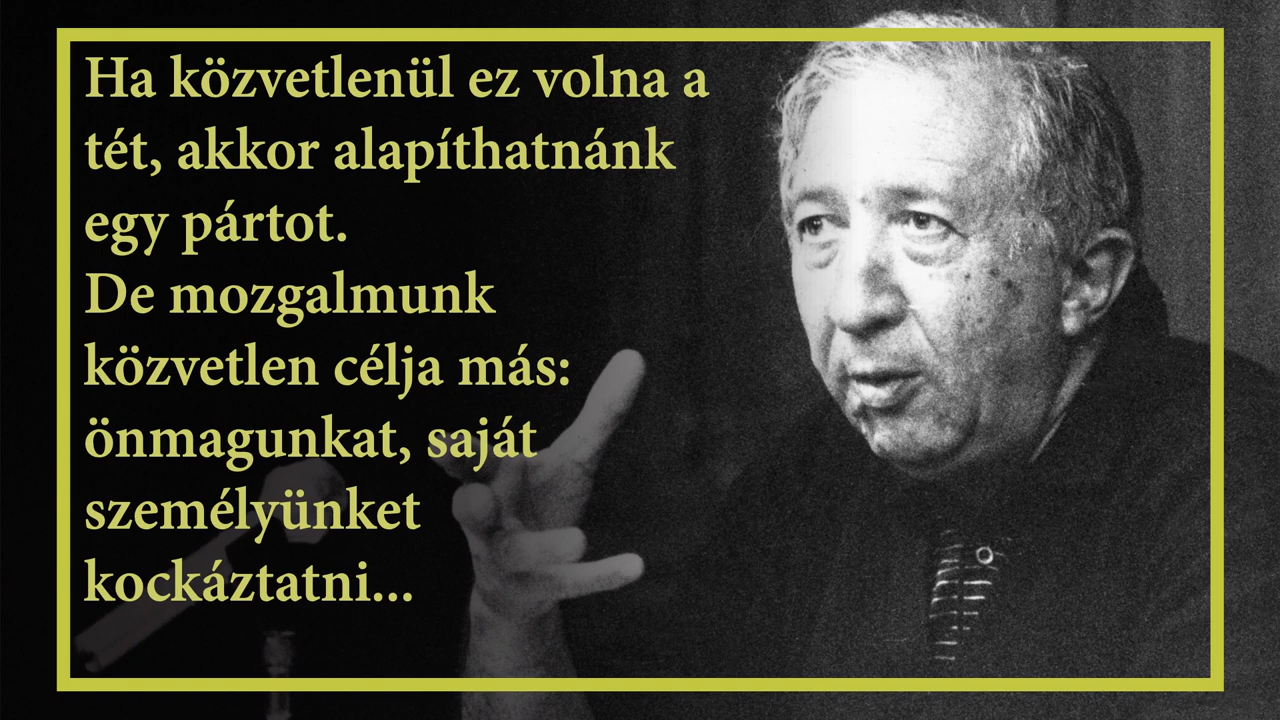 Ha közvetlenül ez volna a
tét, akkor alapíthatnánk
egy pártot.
De mozgalmunk
közvetlen célja más:
önmagunkat, saját
személyünket
kockáztatni...